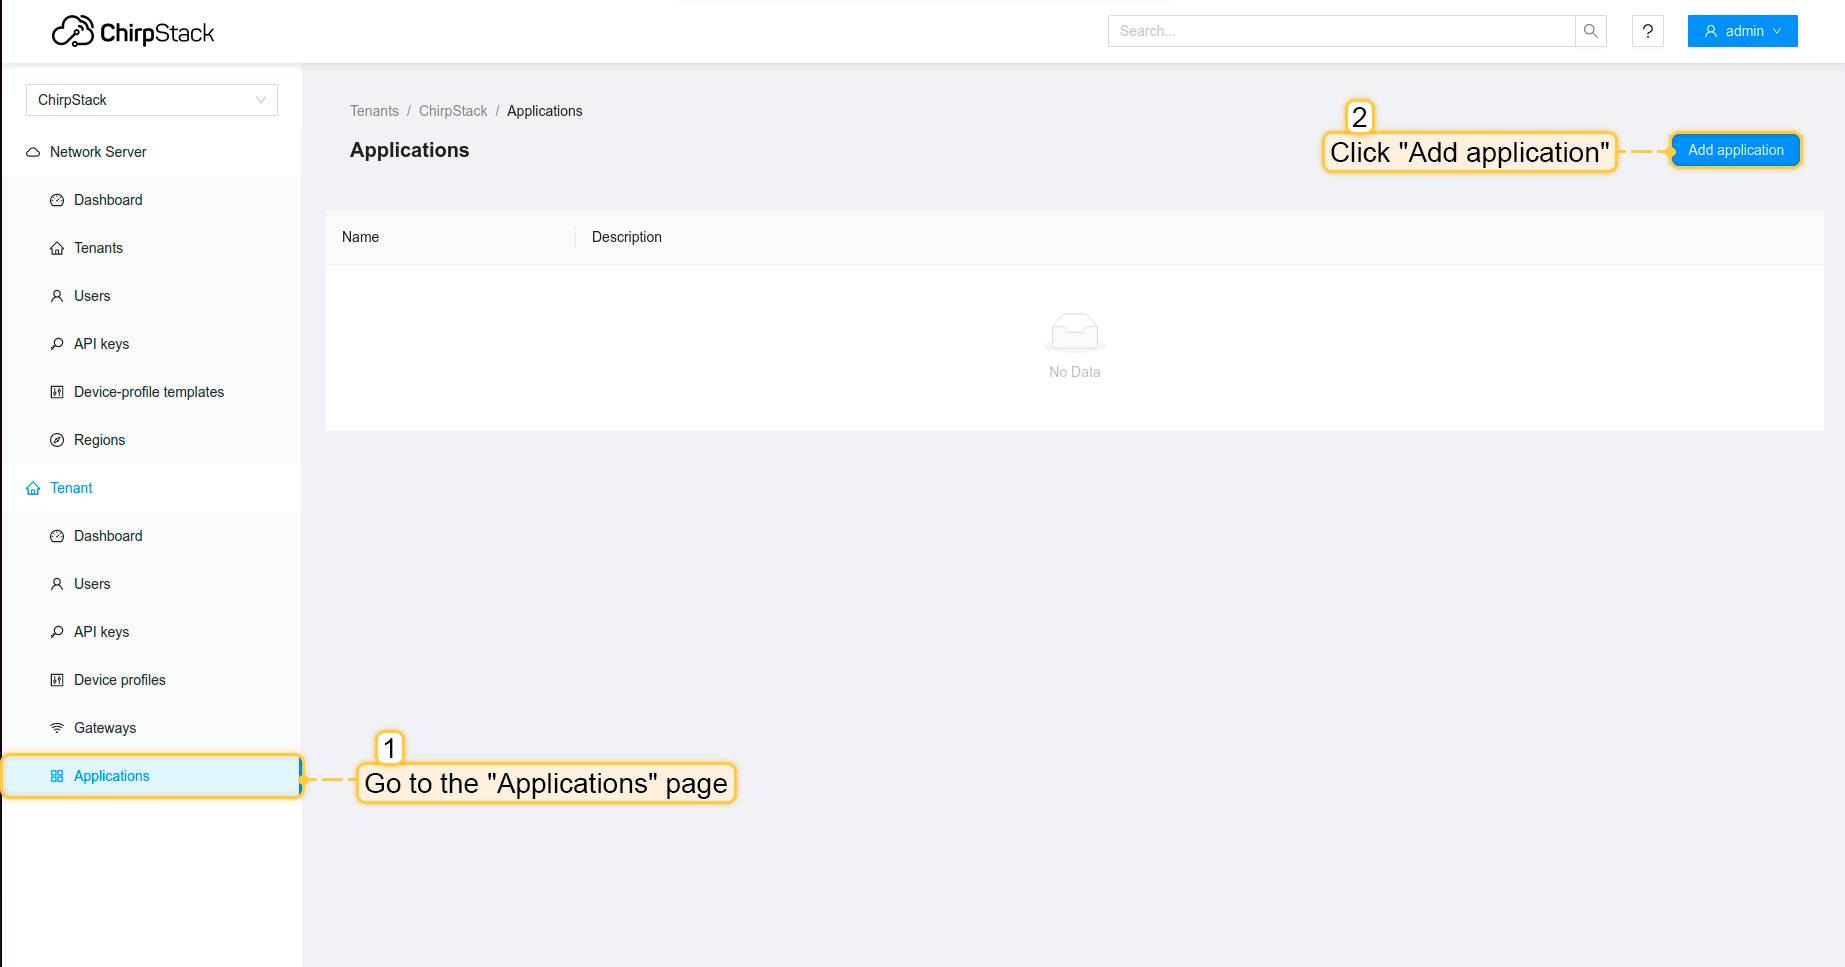 ChirpStack
Search...
?
admin
ChirpStack
Network Server
Dashboard
Tenants
Users
API keys
Device-profile templates
Regions
Tenant
Dashboard
Users
API keys
Device profiles
Gateways
Applications
Tenants / ChirpStack / Applications
Applications
2
Click "Add application"
Add application
Name
Description
No Data
1
Go to the "Applications" page